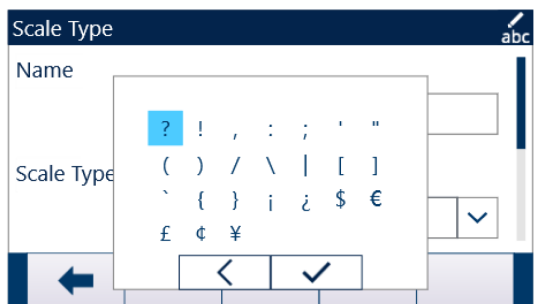 Scale Type
abc
Name
? ! , : ; ' "
Scale Type
( ) / \ | [ ]
` { } ¡ ¿ $ €
£ ¢ ¥